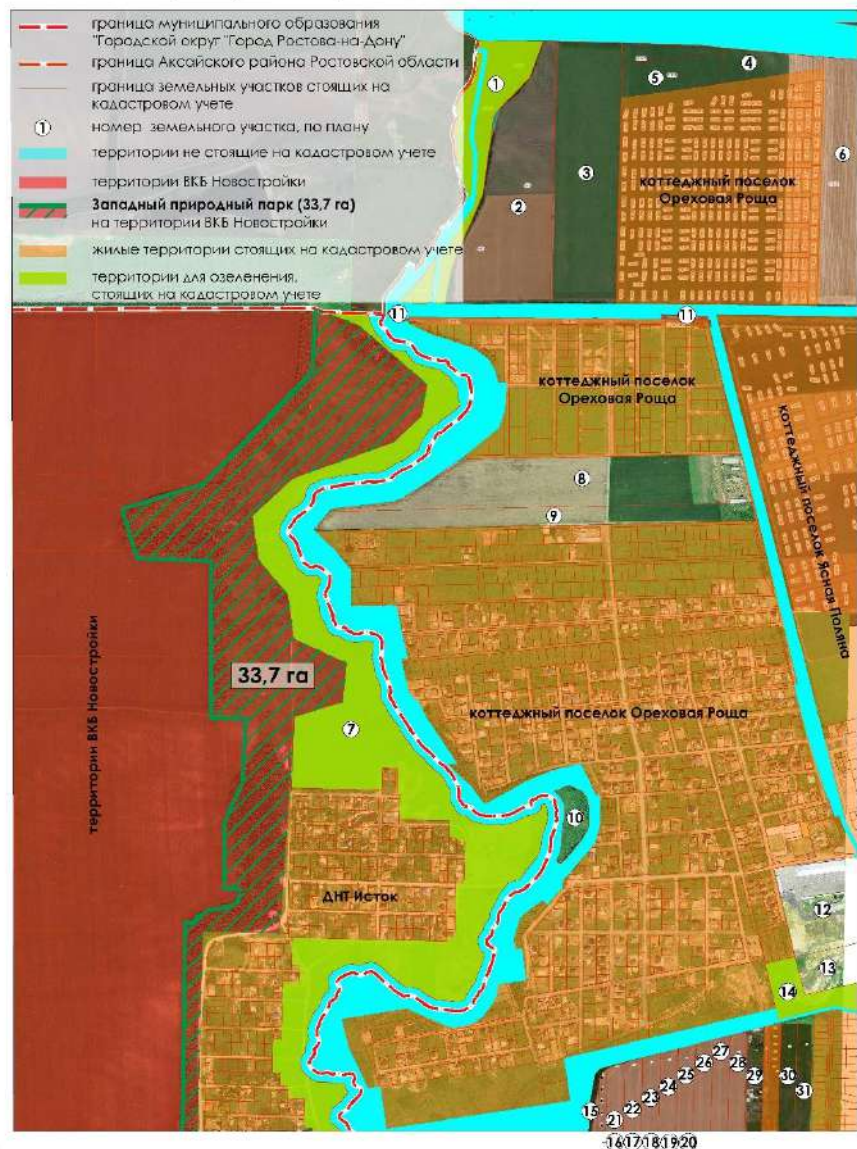 граница муниципального образования
"Городской округ "Город Ростова-на-Дону"
граница Аксайского района Ростовской области
граница земельных участков стоящих на
кадастровом учете
1
номер земельного участка, по плану
территории не стоящие на кадастровом учете
территории ВКБ Новостройки
Западный природный парк (33,7 га)
на территории ВКБ Новостройки
жилые территории стоящих на кадастровом учете
территории для озеленения,
стоящих на кадастровом учете
1
2
3
4
5
6
коттеджный поселок
Ореховая Роща
11
11
коттеджный поселок
Ореховая Роща
коттеджный поселок Ясная Поляна
8
9
территории ВКБ Новостройки
33,7 га
7
коттеджный поселок Ореховая Роща
10
ДНТ Исток
12
13
14
15
21
22
23
24
25
26
27
28
29
30
31
16 17 18 19 20